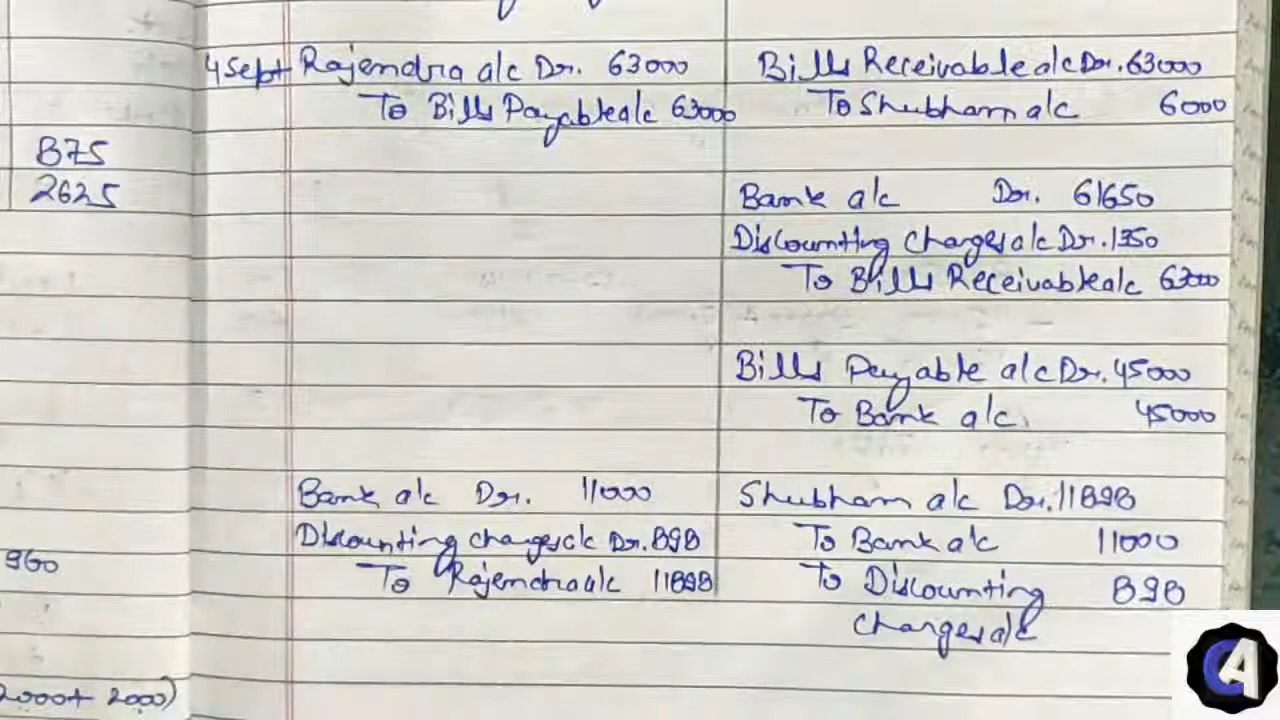 4 Sept Rajendra a/c Dr. 63000
To Bills Payable a/c 63000
Bills Receivable a/c Dr. 63000
To Shubham a/c 6000
875
2625
Bank a/c Dr. 61650
Discounting charges a/c Dr. 1350
To Bills Receivable a/c 63000
Bills Payable a/c Dr. 45000
To Bank a/c. 45000
Bank a/c Dr. 11000
Discounting charges a/c Dr. 898
To Rajendra a/c 11898
Shubham a/c Dr. 11898
To Bank a/c 11000
To Discounting 898
charges a/c
960
2000+ 2000)
CA